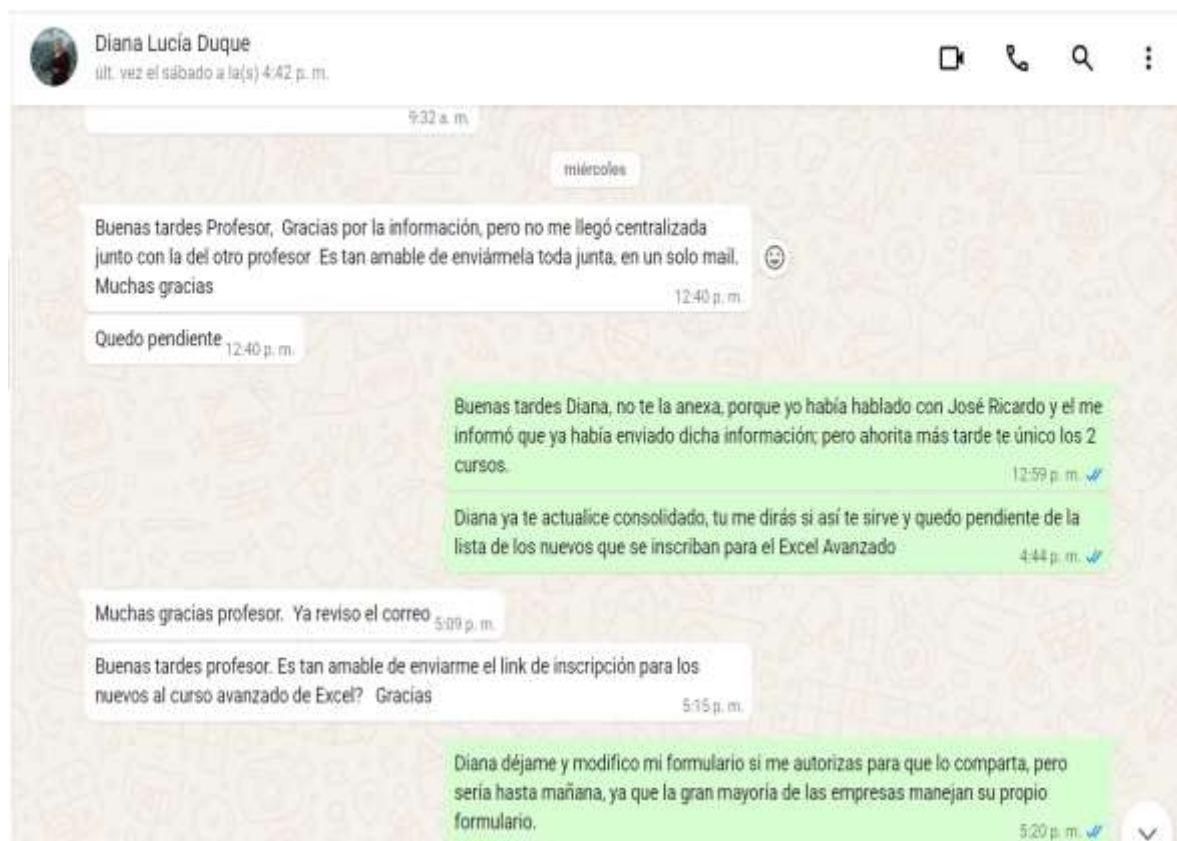 Diana Lucía Duque
últ. vez el sábado a la(s) 4:42 p. m.
9:32 a. m.
miércoles
Buenas tardes Profesor, Gracias por la información, pero no me llegó centralizada
junto con la del otro profesor Es tan amable de enviármela toda junta, en un solo mail.
Muchas gracias
12:40 p. m.
Quedo pendiente 12:40 p. m.
Buenas tardes Diana, no te la anexa, porque yo había hablado con José Ricardo y el me
informó que ya había enviado dicha información; pero ahorita más tarde te único los 2
cursos.
12:59 p. m.
Diana ya te actualice consolidado, tu me dirás si así te sirve y quedo pendiente de la
lista de los nuevos que se inscriban para el Excel Avanzado
4:44 p. m.
Muchas gracias profesor. Ya reviso el correo 5:09 p. m.
Buenas tardes profesor. Es tan amable de enviarme el link de inscripción para los
nuevos al curso avanzado de Excel? Gracias
5:15 p. m.
Diana déjame y modifico mi formulario si me autorizas para que lo comparta, pero
sería hasta mañana, ya que la gran mayoría de las empresas manejan su propio
formulario.
5:20 p. m.